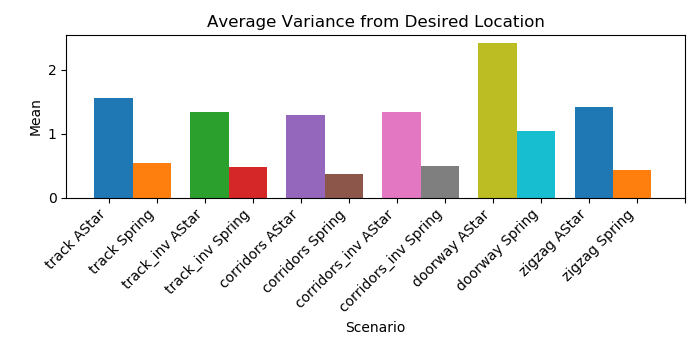 Average Variance from Desired Location
Mean
2
1
0
track AStar
track Spring
track_inv AStar
track_inv Spring
corridors AStar
corridors Spring
corridors_inv AStar
corridors_inv Spring
doorway AStar
doorway Spring
zigzag AStar
zigzag Spring
Scenario